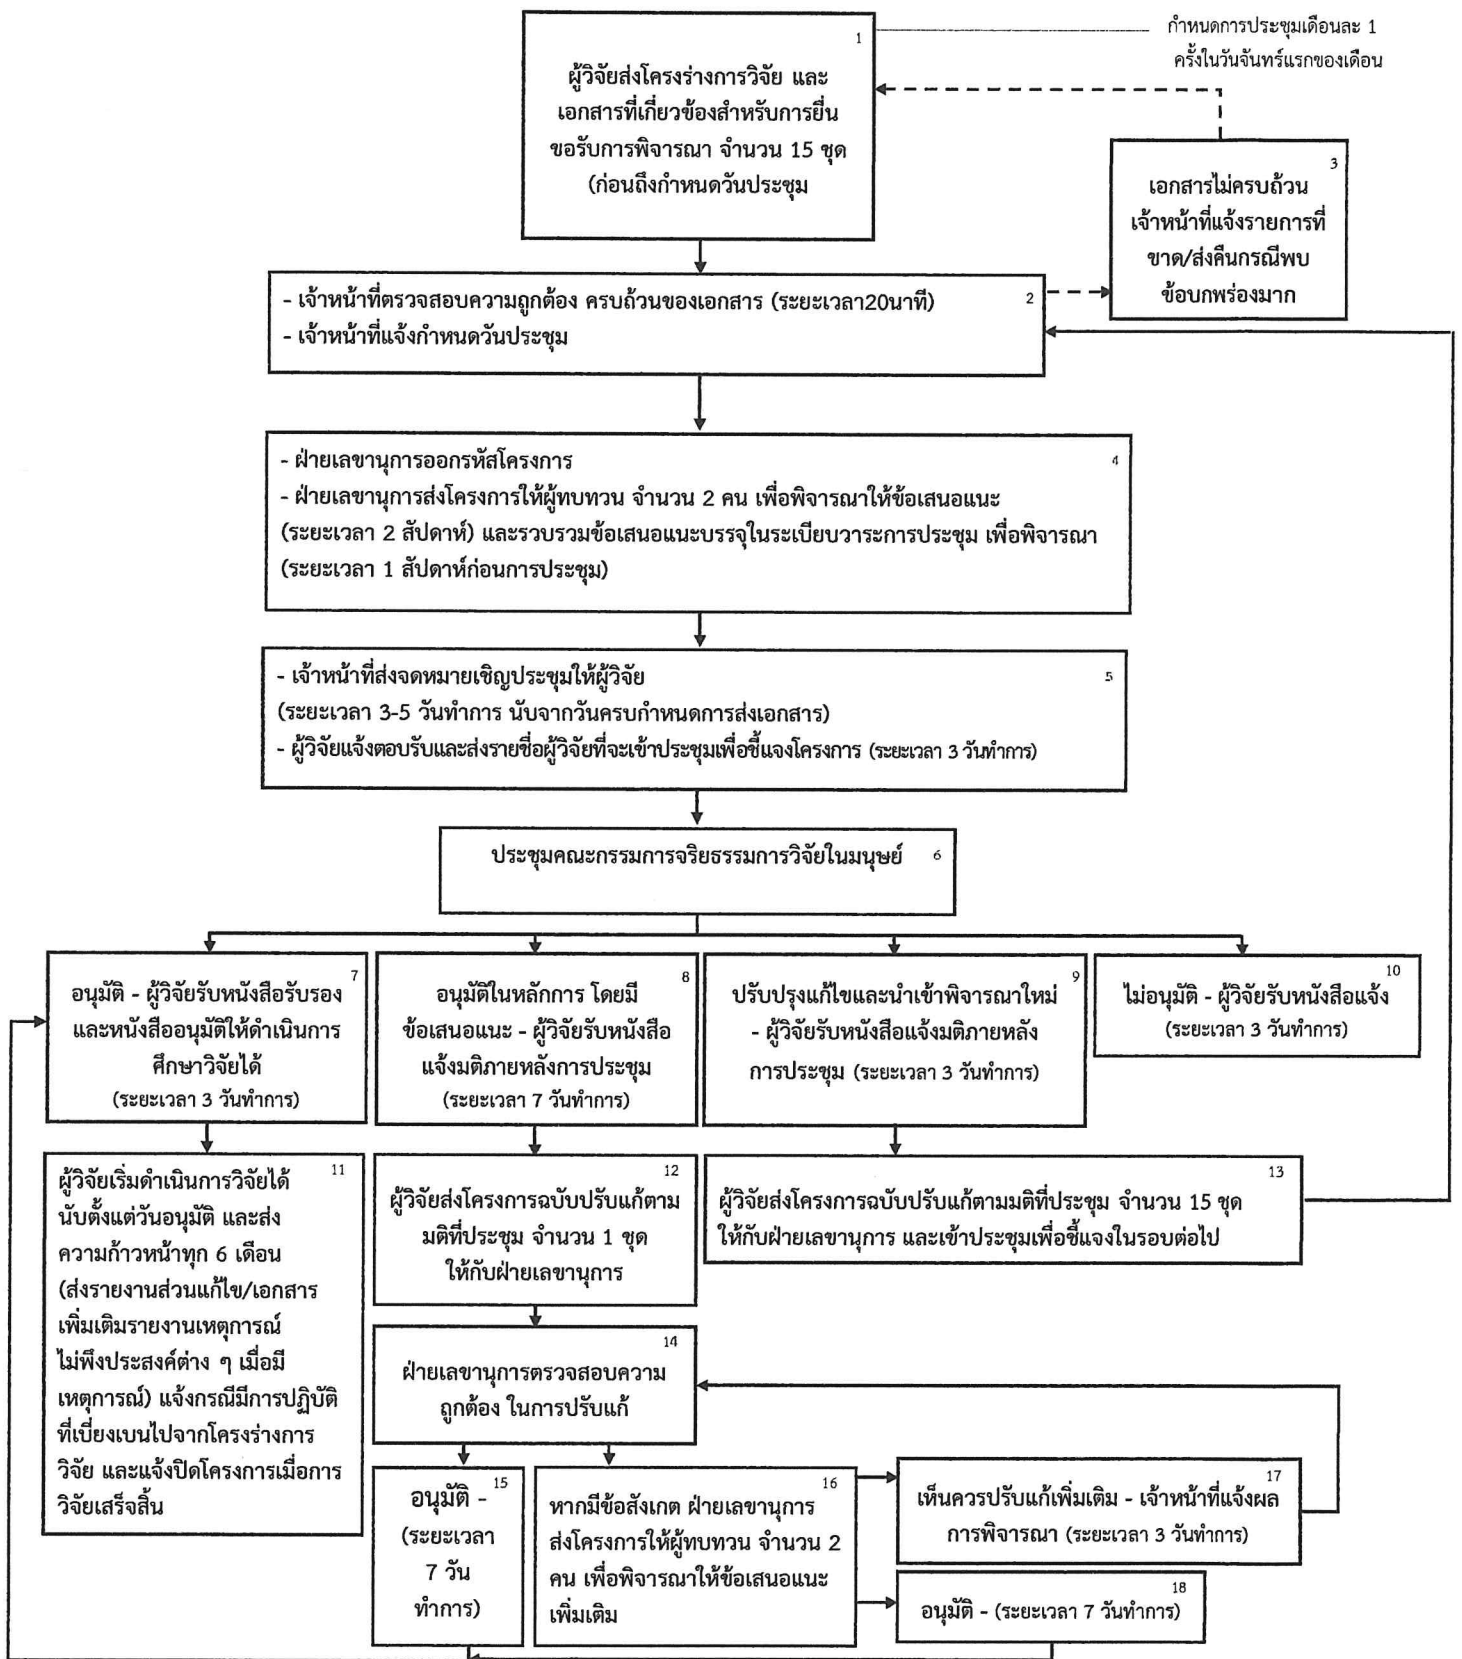 1
กำหนดการประชุมเดือนละ 1
ครั้งในวันจันทร์แรกของเดือน
ผู้วิจัยส่งโครงร่างการวิจัย และ
เอกสารที่เกี่ยวข้องสำหรับการยื่น
ขอรับการพิจารณา จำนวน 15 ชุด
(ก่อนถึงกำหนดวันประชุม
3
เอกสารไม่ครบถ้วน
เจ้าหน้าที่แจ้งรายการที่
ขาด/ส่งคืนกรณีพบ
ข้อบกพร่องมาก
2
- เจ้าหน้าที่ตรวจสอบความถูกต้อง ครบถ้วนของเอกสาร (ระยะเวลา20นาที)
- เจ้าหน้าที่แจ้งกำหนดวันประชุม
4
- ฝ่ายเลขานุการออกรหัสโครงการ
- ฝ่ายเลขานุการส่งโครงการให้ผู้ทบทวน จำนวน 2 คน เพื่อพิจารณาให้ข้อเสนอแนะ
(ระยะเวลา 2 สัปดาห์) และรวบรวมข้อเสนอแนะบรรจุในระเบียบวาระการประชุม เพื่อพิจารณา
(ระยะเวลา 1 สัปดาห์ก่อนการประชุม)
5
- เจ้าหน้าที่ส่งจดหมายเชิญประชุมให้ผู้วิจัย
(ระยะเวลา 3-5 วันทำการ นับจากวันครบกำหนดการส่งเอกสาร)
- ผู้วิจัยแจ้งตอบรับและส่งรายชื่อผู้วิจัยที่จะเข้าประชุมเพื่อชี้แจงโครงการ (ระยะเวลา 3 วันทำการ)
ประชุมคณะกรรมการจริยธรรมการวิจัยในมนุษย์ 6
7
อนุมัติ - ผู้วิจัยรับหนังสือรับรอง
และหนังสืออนุมัติให้ดำเนินการ
ศึกษาวิจัยได้
(ระยะเวลา 3 วันทำการ)
8
อนุมัติในหลักการ โดยมี
ข้อเสนอแนะ - ผู้วิจัยรับหนังสือ
แจ้งมติภายหลังการประชุม
(ระยะเวลา 7 วันทำการ)
9
ปรับปรุงแก้ไขและนำเข้าพิจารณาใหม่
- ผู้วิจัยรับหนังสือแจ้งมติภายหลัง
การประชุม (ระยะเวลา 3 วันทำการ)
10
ไม่อนุมัติ - ผู้วิจัยรับหนังสือแจ้ง
(ระยะเวลา 3 วันทำการ)
11
ผู้วิจัยเริ่มดำเนินการวิจัยได้
นับตั้งแต่วันอนุมัติ และส่ง
ความก้าวหน้าทุก 6 เดือน
(ส่งรายงานส่วนแก้ไข/เอกสาร
เพิ่มเติมรายงานเหตุการณ์
ไม่พึงประสงค์ต่าง ๆ เมื่อมี
เหตุการณ์) แจ้งกรณีมีการปฏิบัติ
ที่เบี่ยงเบนไปจากโครงร่างการ
วิจัย และแจ้งปิดโครงการเมื่อการ
วิจัยเสร็จสิ้น
12
ผู้วิจัยส่งโครงการฉบับปรับแก้ตาม
มติที่ประชุม จำนวน 1 ชุด
ให้กับฝ่ายเลขานุการ
13
ผู้วิจัยส่งโครงการฉบับปรับแก้ตามมติที่ประชุม จำนวน 15 ชุด
ให้กับฝ่ายเลขานุการ และเข้าประชุมเพื่อชี้แจงในรอบต่อไป
14
ฝ่ายเลขานุการตรวจสอบความ
ถูกต้อง ในการปรับแก้
15
อนุมัติ -
(ระยะเวลา
7 วัน
ทำการ)
16
หากมีข้อสังเกต ฝ่ายเลขานุการ
ส่งโครงการให้ผู้ทบทวน จำนวน 2
คน เพื่อพิจารณาให้ข้อเสนอแนะ
เพิ่มเติม
17
เห็นควรปรับแก้เพิ่มเติม - เจ้าหน้าที่แจ้งผล
การพิจารณา (ระยะเวลา 3 วันทำการ)
18
อนุมัติ - (ระยะเวลา 7 วันทำการ)